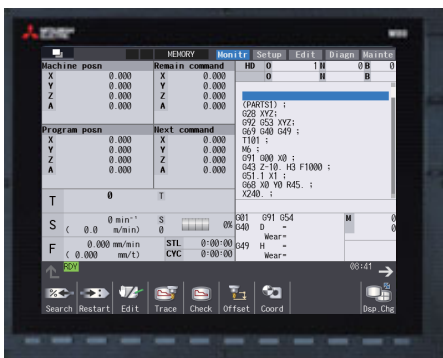 MITSUBISHI
M80
MEMORY Monitr Setup Edit Diagn Mainte
Machine posn Remain command HD O 1 N 0 B 0
O N B
X 0.000 X 0.000
Y 0.000 Y 0.000
Z 0.000 Z 0.000
A 0.000 A 0.000
(PARTS1) ;
G28 XYZ;
G92 G53 XYZ;
G69 G40 G49 ;
T101 ;
M6 ;
G91 G00 X0 ;
G43 Z-10. H3 F1000 ;
G51.1 X1 ;
G68 X0 Y0 R45. ;
X240. ;
Program posn Next command
X 0.000 X 0.000
Y 0.000 Y 0.000
Z 0.000 Z 0.000
A 0.000 A 0.000
T 0 T
S 0 min⁻¹ S 0%
( 0.0 m/min) 0
F 0.000 mm/min STL 0:00:00
( 0.000 mm/t) CYC 0:00:00
G01 G91 G54 M 0
G40 D - 0
Wear-
G49 H -
Wear-
RDY 08:41
Search Restart Edit Trace Check Offset Coord Dsp.Chg